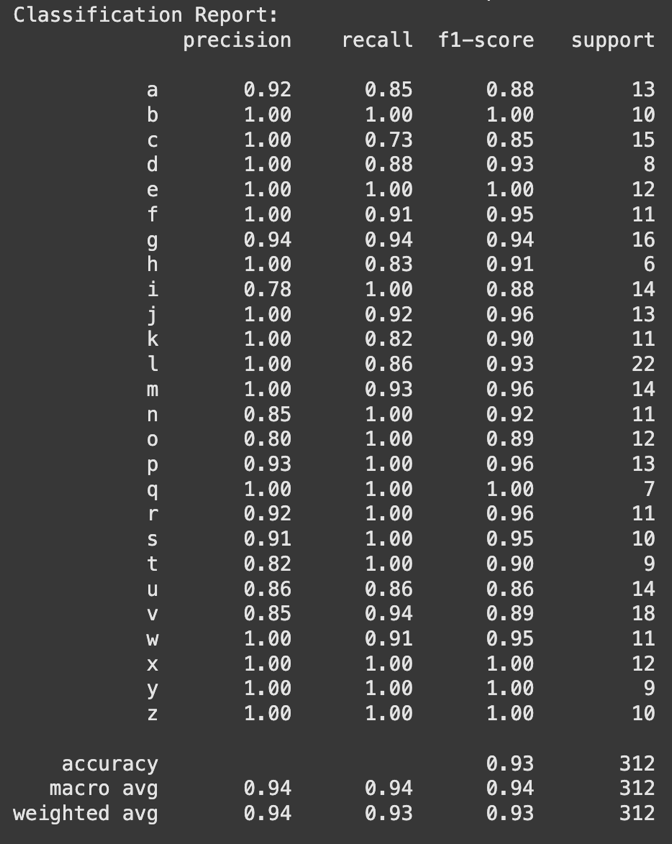 Classification Report:
precision recall f1-score support
a 0.92 0.85 0.88 13
b 1.00 1.00 1.00 10
c 1.00 0.73 0.85 15
d 1.00 0.88 0.93 8
e 1.00 1.00 1.00 12
f 1.00 0.91 0.95 11
g 0.94 0.94 0.94 16
h 1.00 0.83 0.91 6
i 0.78 1.00 0.88 14
j 1.00 0.92 0.96 13
k 1.00 0.82 0.90 11
l 1.00 0.86 0.93 22
m 1.00 0.93 0.96 14
n 0.85 1.00 0.92 11
o 0.80 1.00 0.89 12
p 0.93 1.00 0.96 13
q 1.00 1.00 1.00 7
r 0.92 1.00 0.96 11
s 0.91 1.00 0.95 10
t 0.82 1.00 0.90 9
u 0.86 0.86 0.86 14
v 0.85 0.94 0.89 18
w 1.00 0.91 0.95 11
x 1.00 1.00 1.00 12
y 1.00 1.00 1.00 9
z 1.00 1.00 1.00 10
accuracy 0.93 312
macro avg 0.94 0.94 0.94 312
weighted avg 0.94 0.93 0.93 312